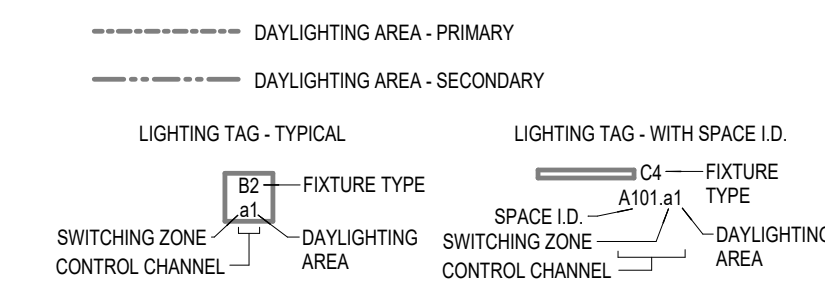 DAYLIGHTING AREA - PRIMARY
DAYLIGHTING AREA - SECONDARY
LIGHTING TAG - TYPICAL
B2
FIXTURE TYPE
a1
SWITCHING ZONE
CONTROL CHANNEL
DAYLIGHTING
AREA
LIGHTING TAG - WITH SPACE I.D.
C4
FIXTURE
TYPE
A101.a1
SPACE I.D.
SWITCHING ZONE
CONTROL CHANNEL
DAYLIGHTING
AREA